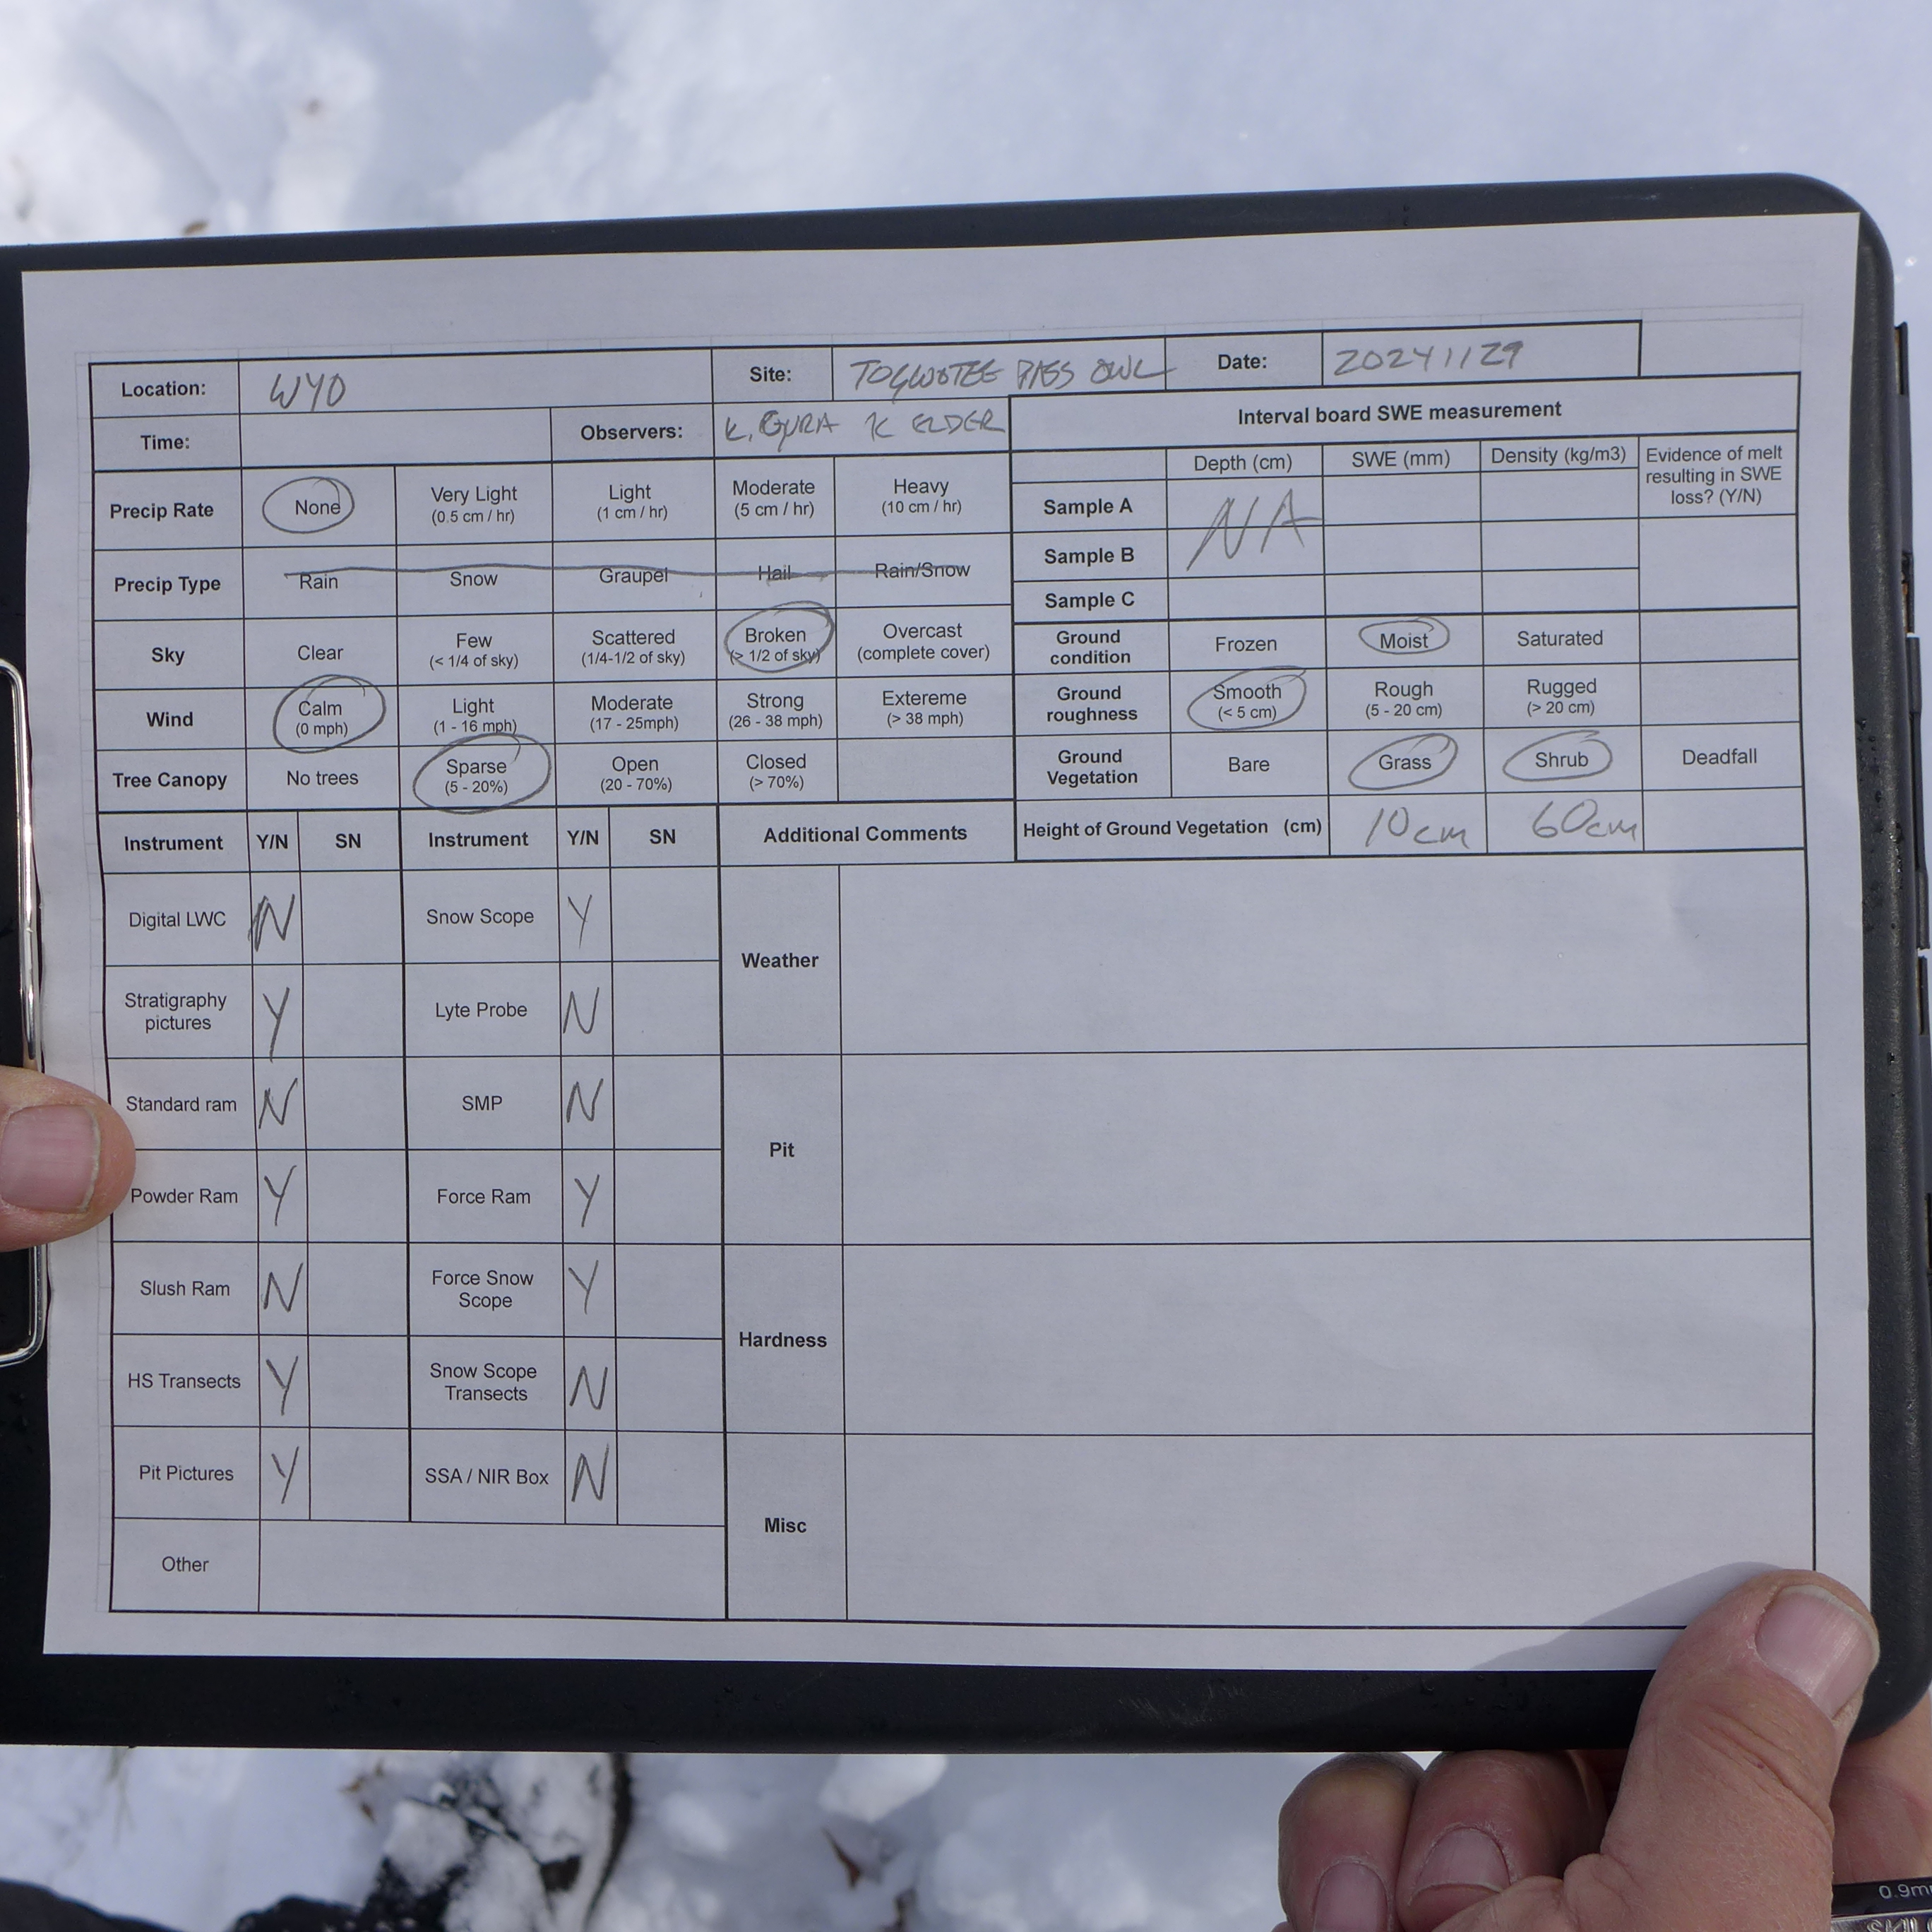 Location: WYO Site: TOGWOTEE PASS OWL Date: 20241129
Time: Observers: K. GURA K ELDER Interval board SWE measurement
Depth (cm) SWE (mm) Density (kg/m3) Evidence of melt resulting in SWE loss? (Y/N)
Precip Rate None Very Light (0.5 cm / hr) Light (1 cm / hr) Moderate (5 cm / hr) Heavy (10 cm / hr) Sample A NA
Sample B
Precip Type Rain Snow Graupel Hail Rain/Snow
Sample C
Sky Clear Few (< 1/4 of sky) Scattered (1/4-1/2 of sky) Broken (> 1/2 of sky) Overcast (complete cover) Ground condition Frozen Moist Saturated
Wind Calm (0 mph) Light (1 - 16 mph) Moderate (17 - 25mph) Strong (26 - 38 mph) Extereme (> 38 mph) Ground roughness Smooth (< 5 cm) Rough (5 - 20 cm) Rugged (> 20 cm)
Tree Canopy No trees Sparse (5 - 20%) Open (20 - 70%) Closed (> 70%) Ground Vegetation Bare Grass Shrub Deadfall
Instrument Y/N SN Instrument Y/N SN Additional Comments Height of Ground Vegetation (cm) 10cm 60cm
Digital LWC N Snow Scope Y
Weather
Stratigraphy pictures Y Lyte Probe N
Standard ram N SMP N
Pit
Powder Ram Y Force Ram Y
Slush Ram N Force Snow Scope Y
Hardness
HS Transects Y Snow Scope Transects N
Pit Pictures Y SSA / NIR Box N
Misc
Other